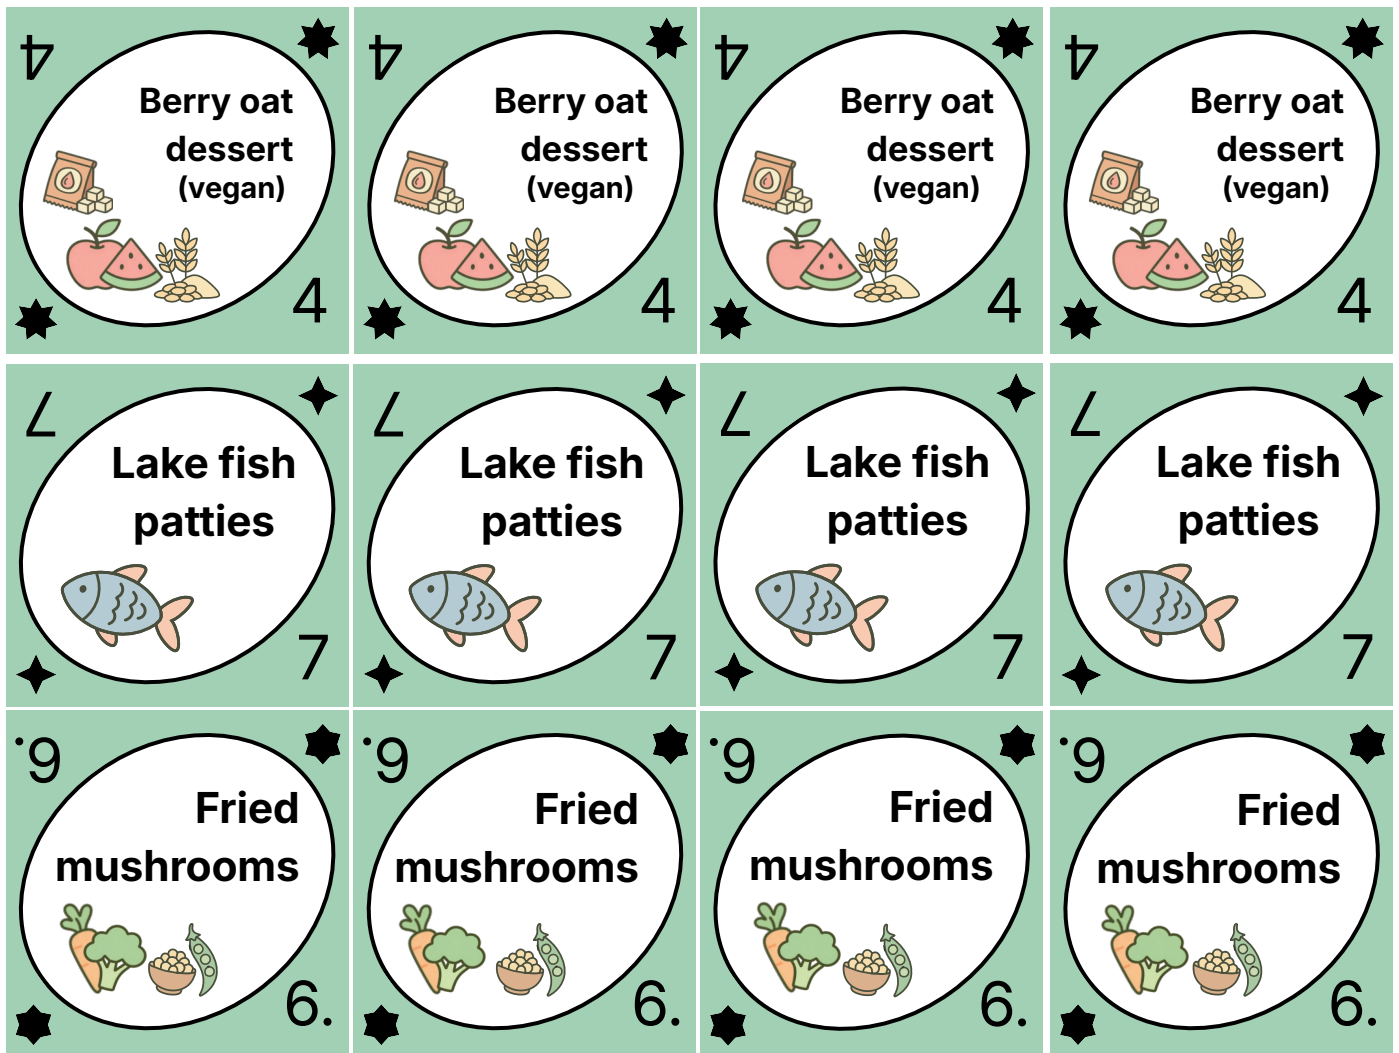 4 4 4 4
Berry oat Berry oat Berry oat Berry oat
dessert dessert dessert dessert
(vegan) (vegan) (vegan) (vegan)
4 4 4 4
7 7 7 7
Lake fish Lake fish Lake fish Lake fish
patties patties patties patties
7 7 7 7
6. 6. 6. 6.
Fried Fried Fried Fried
mushrooms mushrooms mushrooms mushrooms
6. 6. 6. 6.